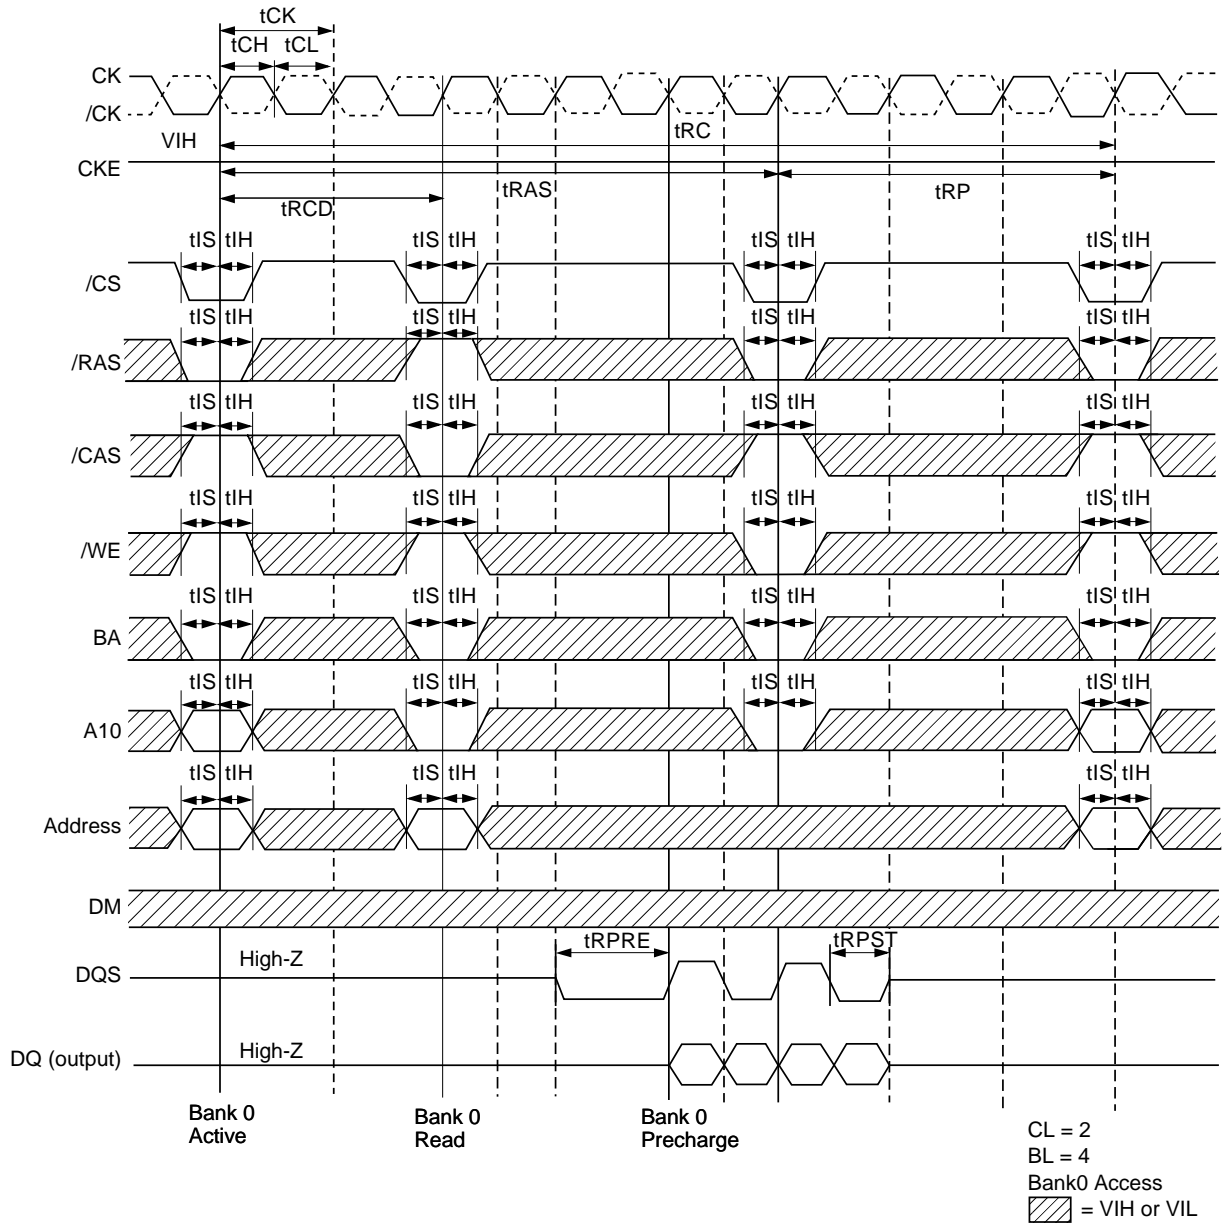 tCK
tCH tCL
CK
/CK
VIH
tRC
CKE
tRAS
tRP
tRCD
tIS tIH tIS tIH tIS tIH tIS tIH
/CS
tIS tIH tIS tIH tIS tIH tIS tIH
/RAS
tIS tIH tIS tIH tIS tIH tIS tIH
/CAS
tIS tIH tIS tIH tIS tIH tIS tIH
/WE
tIS tIH tIS tIH tIS tIH tIS tIH
BA
tIS tIH tIS tIH tIS tIH tIS tIH
A10
tIS tIH tIS tIH tIS tIH
Address
DM
tRPRE tRPST
High-Z
DQS
High-Z
DQ (output)
Bank 0 Bank 0 Bank 0
Active Read Precharge
CL = 2
BL = 4
Bank0 Access
= VIH or VIL